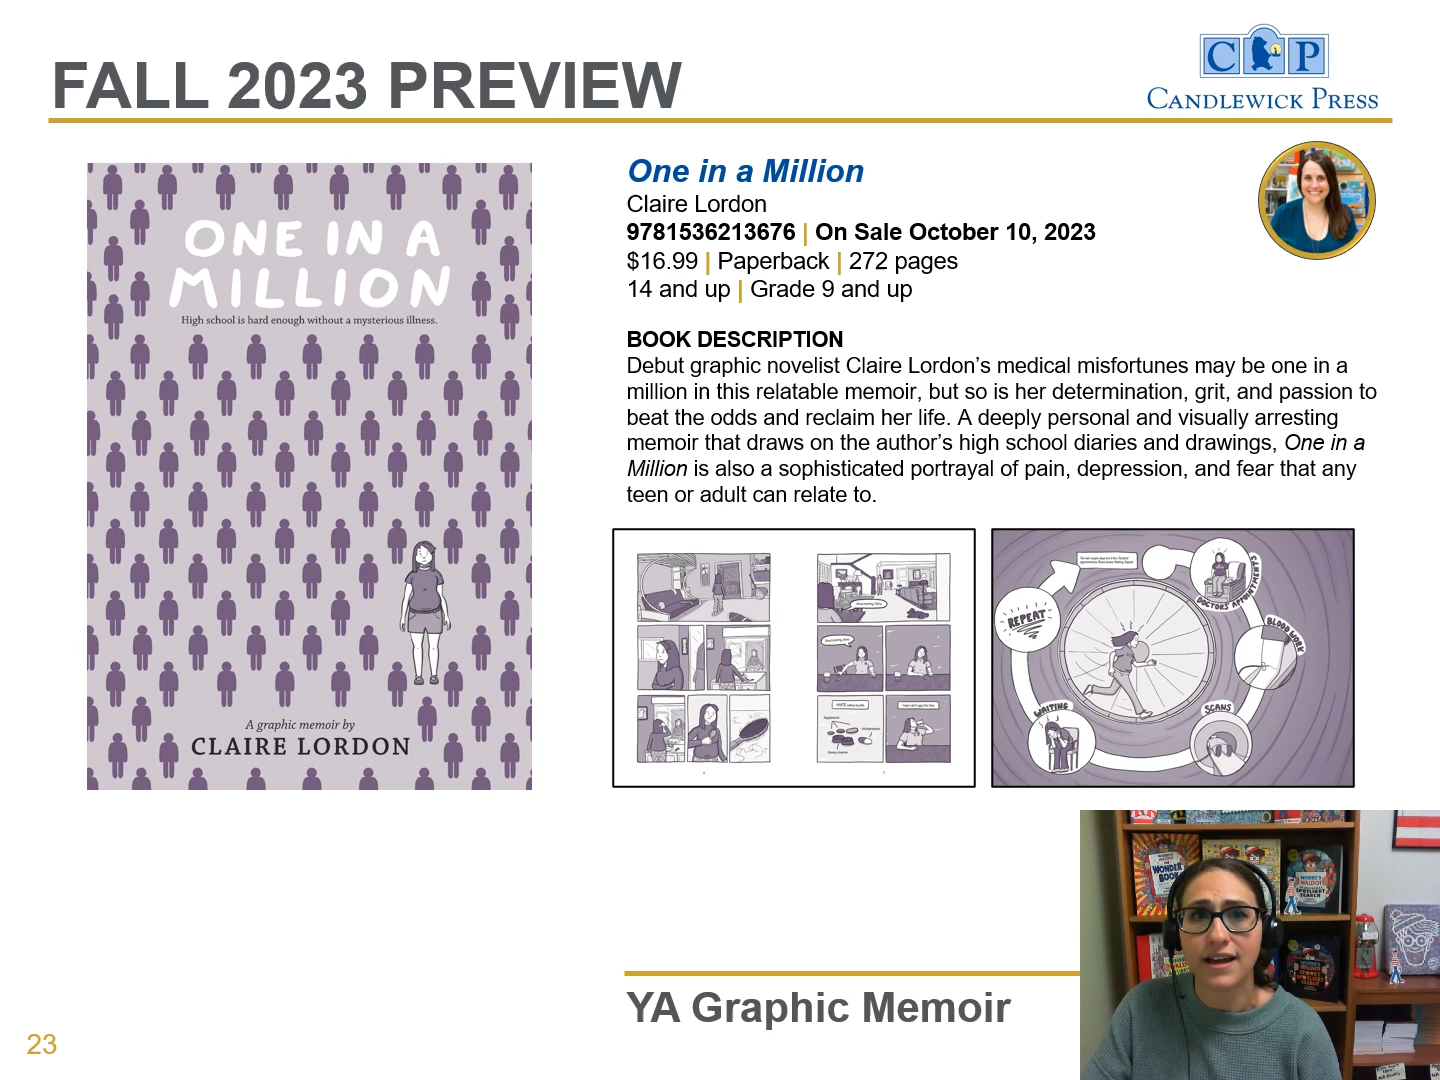 FALL 2023 PREVIEW
C P
CANDLEWICK PRESS
ONE IN A
MILLION
High school is hard enough without a mysterious illness.
A graphic memoir by
CLAIRE LORDON
One in a Million
Claire Lordon
9781536213676 | On Sale October 10, 2023
$16.99 | Paperback | 272 pages
14 and up | Grade 9 and up
BOOK DESCRIPTION
Debut graphic novelist Claire Lordon’s medical misfortunes may be one in a
million in this relatable memoir, but so is her determination, grit, and passion to
beat the odds and reclaim her life. A deeply personal and visually arresting
memoir that draws on the author’s high school diaries and drawings, One in a
Million is also a sophisticated portrayal of pain, depression, and fear that any
teen or adult can relate to.
DOCTORS' APPOINTMENTS
BLOODWORK
SCANS
WAITING
REPEAT
WONDER
BOOK
YA Graphic Memoir
23